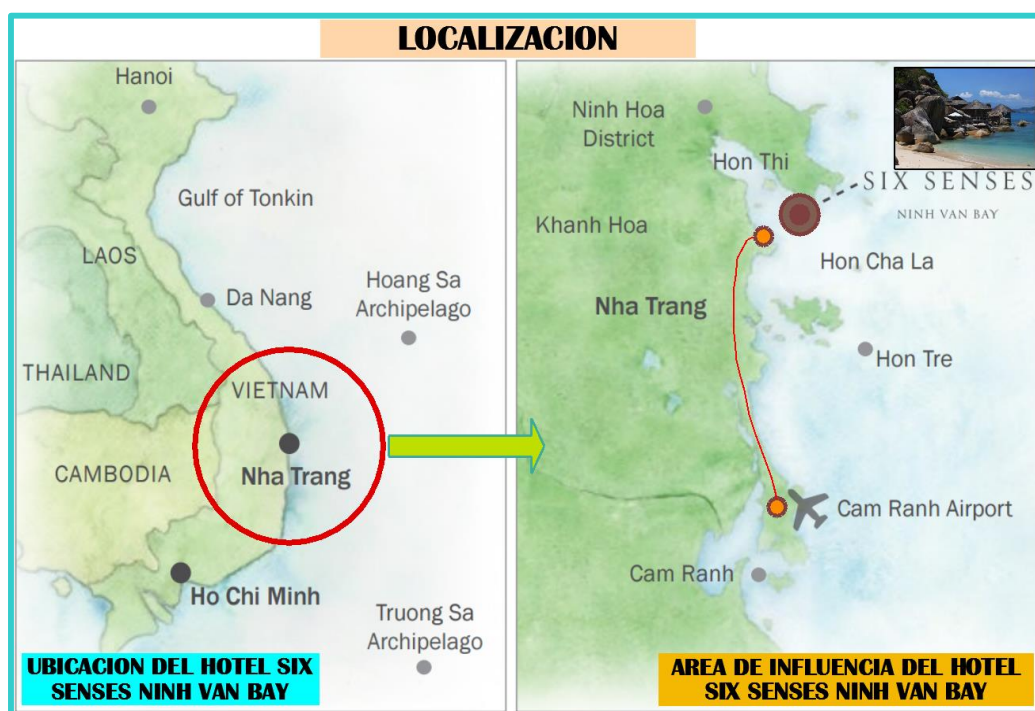 LOCALIZACION
Hanoi
Gulf of Tonkin
LAOS
Da Nang
Hoang Sa
Archipelago
THAILAND
VIETNAM
CAMBODIA
Nha Trang
Ho Chi Minh
Truong Sa
Archipelago
UBICACION DEL HOTEL SIX
SENSES NINH VAN BAY
Ninh Hoa
District
Hon Thi
SIX SENSES
NINH VAN BAY
Khanh Hoa
Hon Cha La
Nha Trang
Hon Tre
Cam Ranh Airport
Cam Ranh
AREA DE INFLUENCIA DEL HOTEL
SIX SENSES NINH VAN BAY